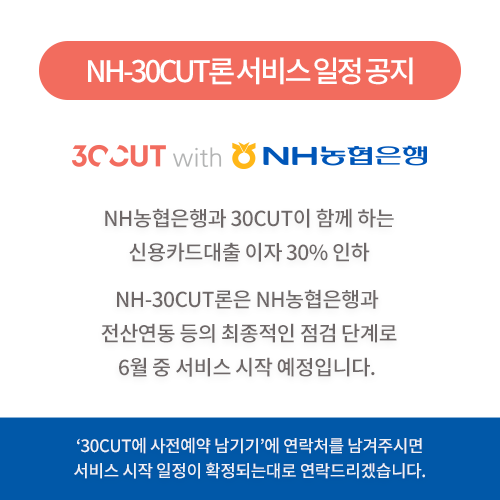 NH-30CUT론 서비스 일정 공지
30CUT with NH농협은행
NH농협은행과 30CUT이 함께 하는
신용카드대출 이자 30% 인하
NH-30CUT론은 NH농협은행과
전산연동 등의 최종적인 점검 단계로
6월 중 서비스 시작 예정입니다.
‘30CUT에 사전예약 남기기’에 연락처를 남겨주시면
서비스 시작 일정이 확정되는대로 연락드리겠습니다.